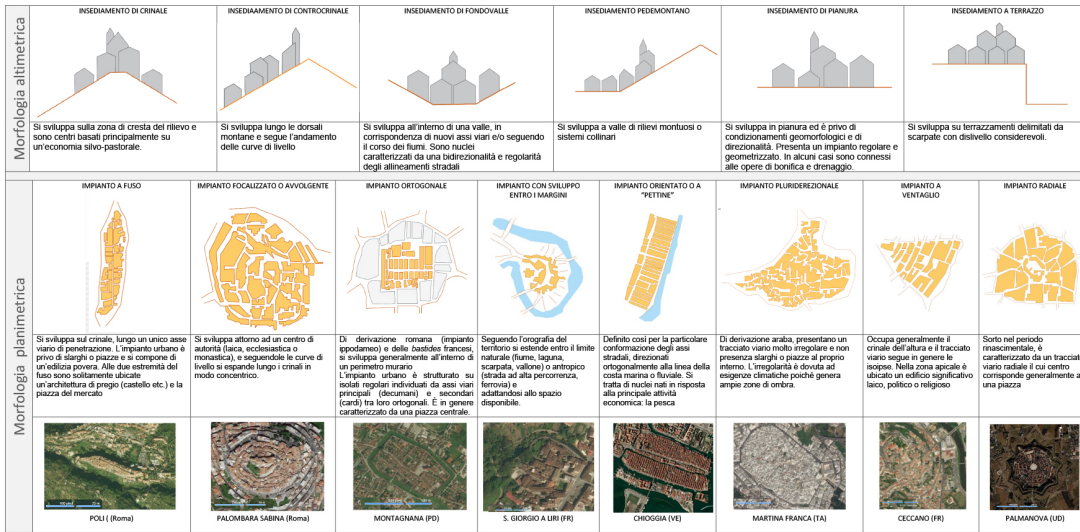 Morfologia altimetrica
INSEDIAMENTO DI CRINALE
Si sviluppa sulla zona di cresta del rilievo e
sono centri basati principalmente su
un'economia silvo-pastorale.
INSEDIAAMENTO DI CONTROCRINALE
Si sviluppa lungo le dorsali
montane e segue l'andamento
delle curve di livello
INSEDIAMENTO DI FONDOVALLE
Si sviluppa all'interno di una valle, in
corrispondenza di nuovi assi viari e/o seguendo
il corso dei fiumi. Sono nuclei
caratterizzati da una bidirezionalità e regolarità
degli allineamenti stradali
INSEDIAMENTO PEDEMONTANO
Si sviluppa a valle di rilievi montuosi o
sistemi collinari
INSEDIAMENTO DI PIANURA
Si sviluppa in pianura ed è privo di
condizionamenti geomorfologici e di
direzionalità. Presenta un impianto regolare e
geometrizzato. In alcuni casi sono connessi
alle opere di bonifica e drenaggio.
INSEDIAMENTO A TERRAZZO
Si sviluppa su terrazzamenti delimitati da
scarpate con dislivello considerevoli.
Morfologia planimetrica
IMPIANTO A FUSO
Si sviluppa sul crinale, lungo un unico asse
viario di penetrazione. L'impianto urbano è
privo di slarghi o piazze e si compone di
un'edilizia povera. Alle due estremità del
fuso sono solitamente ubicate
un'architettura di pregio (castello etc.) e la
piazza del mercato
POLI ( (Roma)
IMPIANTO FOCALIZZATO O AVVOLGENTE
Si sviluppa attorno ad un centro di
autorità (laica, ecclesiastica o
monastica), e seguendole le curve di
livello si espande lungo i crinali in
modo concentrico.
PALOMBARA SABINA (Roma)
IMPIANTO ORTOGONALE
Di derivazione romana (impianto
ippodameo) e delle bastides francesi,
si sviluppa generalmente all'interno di
un perimetro murario
L'impianto urbano è strutturato su
isolati regolari individuati da assi viari
principali (decumani) e secondari
(cardi) tra loro ortogonali. È in genere
caratterizzato da una piazza centrale.
MONTAGNANA (PD)
IMPIANTO CON SVILUPPO
ENTRO I MARGINI
Seguendo l'orografia del
territorio si estende entro il limite
naturale (fiume, laguna,
scarpata, vallone) o antropico
(strada ad alta percorrenza,
ferrovia) e
adattandosi allo spazio
disponibile.
S. GIORGIO A LIRI (FR)
IMPIANTO ORIENTATO O A
"PETTINE"
Definito così per la particolare
conformazione degli assi
stradali, direzionati
ortogonalmente alla linea della
costa marina o fluviale. Si
tratta di nuclei nati in risposta
alla principale attività
economica: la pesca
CHIOGGIA (VE)
IMPIANTO PLURIDEREZIONALE
Di derivazione araba, presentano un
tracciato viario molto irregolare e non
presenza slarghi o piazze al proprio
interno. L'irregolarità è dovuta ad
esigenze climatiche poiché genera
ampie zone di ombra.
MARTINA FRANCA (TA)
IMPIANTO A
VENTAGLIO
Occupa generalmente il
crinale dell'altura e il tracciato
viario segue in genere le
isoipse. Nella zona apicale è
ubicato un edificio significativo
laico, politico o religioso
CECCANO (FR)
IMPIANTO RADIALE
Sorto nel periodo
rinascimentale, è
caratterizzato da un tracciato
viario radiale il cui centro
corrisponde generalmente a
una piazza
PALMANOVA (UD)